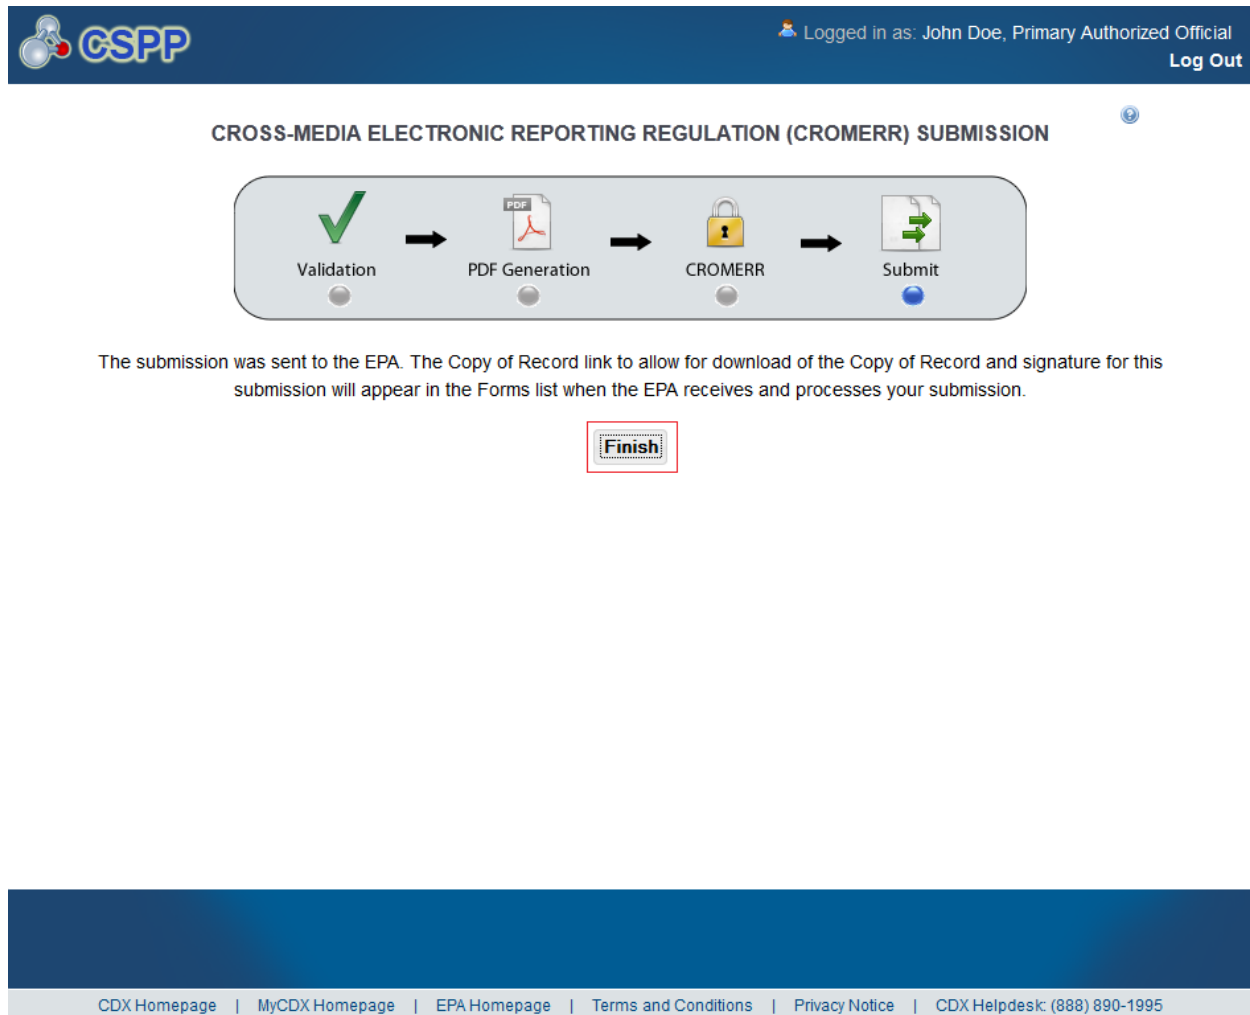 CSPP
Logged in as: John Doe, Primary Authorized Official
Log Out
CROSS-MEDIA ELECTRONIC REPORTING REGULATION (CROMERR) SUBMISSION
PDF
Validation
PDF Generation
CROMERR
Submit
The submission was sent to the EPA. The Copy of Record link to allow for download of the Copy of Record and signature for this
submission will appear in the Forms list when the EPA receives and processes your submission.
Finish
CDX Homepage | MyCDX Homepage | EPA Homepage | Terms and Conditions | Privacy Notice | CDX Helpdesk: (888) 890-1995